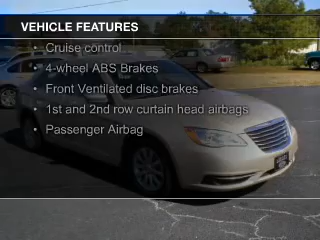 VEHICLE FEATURES
• Cruise control
• 4-wheel ABS Brakes
• Front Ventilated disc brakes
• 1st and 2nd row curtain head airbags
• Passenger Airbag